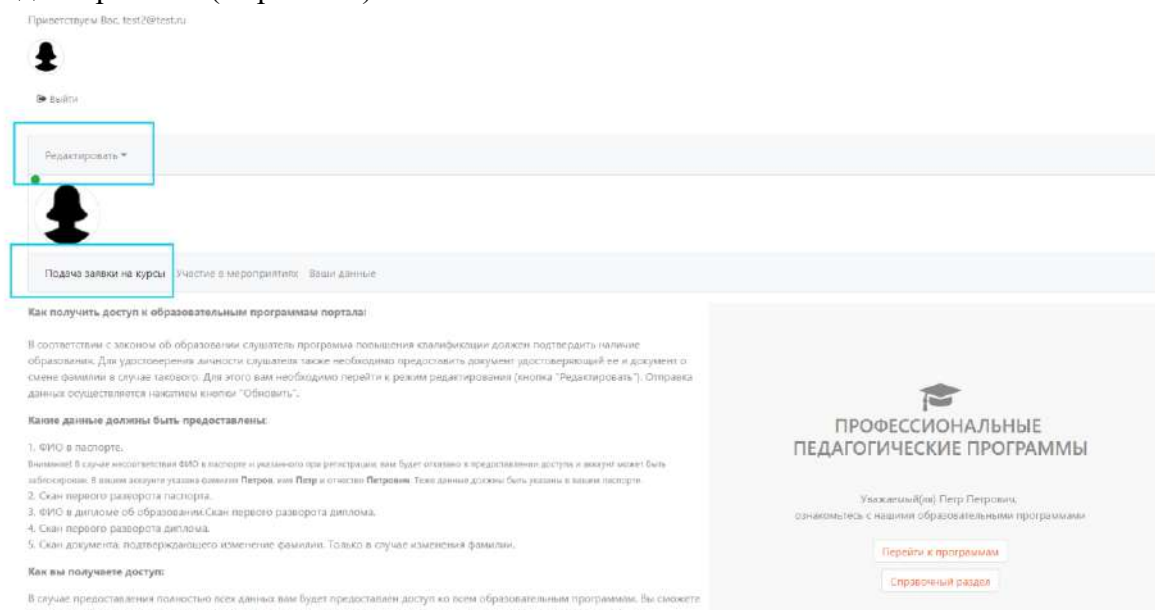 Приветствуем Вас, test2@test.ru
Выйти
Редактировать
Подача заявки на курсы Участие в мероприятиях Ваши данные
Как получить доступ к образовательным программам портала:
В соответствии с законом об образовании слушатель программа повышения квалификации должен подтвердить наличие
образования. Для удостоверения личности слушателя также необходимо предоставить документ удостоверяющий ее и документ о
смене фамилии в случае такового. Для этого вам необходимо перейти к режим редактирования (кнопка "Редактировать"). Отправка
данных осуществляется нажатием кнопки "Обновить".
Какие данные должны быть предоставлены:
1. ФИО в паспорте.
Внимание! В случае несоответствия ФИО в паспорте и указанного при регистрации, вам будет отказано в предоставлении доступа и аккаунт может быть
заблокирован. В вашем аккаунте указана фамилия Петров, имя Петр и отчество Петрович. Теже данные должны быть указаны в вашем паспорте.
2. Скан первого разворота паспорта.
3. ФИО в дипломе об образовании.Скан первого разворота диплома.
4. Скан первого разворота диплома.
5. Скан документа, подтверждающего изменение фамилии. Только в случае изменения фамилии.
Как вы получаете доступ:
В случае предоставления полностью всех данных вам будет предоставлен доступ ко всем образовательным программам. Вы сможете
ПРОФЕССИОНАЛЬНЫЕ
ПЕДАГОГИЧЕСКИЕ ПРОГРАММЫ
Уважаемый(ая) Петр Петрович,
ознакомьтесь с нашими образовательными программами
Перейти к программам
Справочный раздел